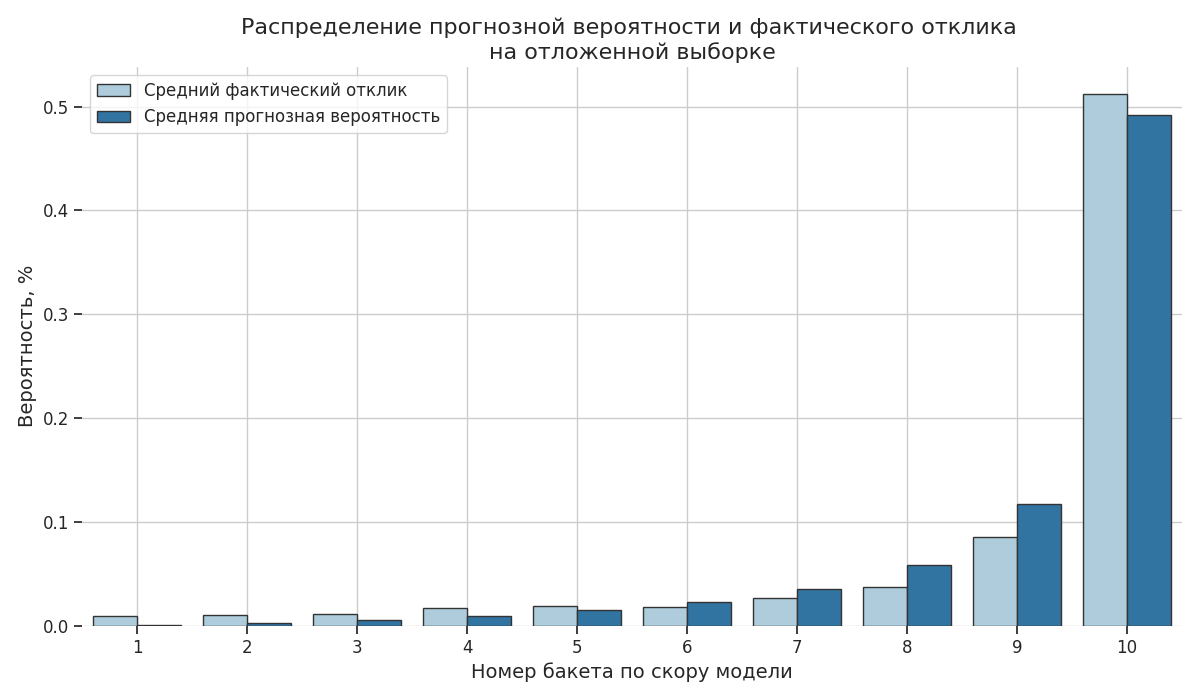 Распределение прогнозной вероятности и фактического отклика
на отложенной выборке
Средний фактический отклик
Средняя прогнозная вероятность
Вероятность, %
0.5
0.4
0.3
0.2
0.1
0.0
1 2 3 4 5 6 7 8 9 10
Номер бакета по скору модели